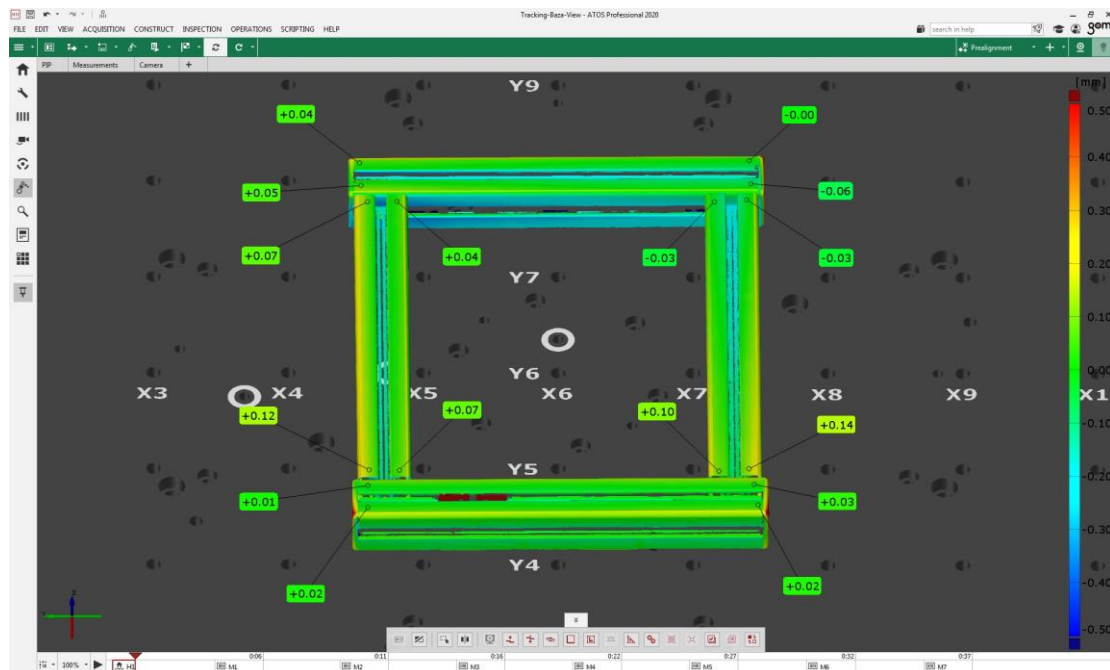 Tracking-Baza-View - ATOS Professional 2020
FILE EDIT VIEW ACQUISITION CONSTRUCT INSPECTION OPERATIONS SCRIPTING HELP
search in help
gom
Prealignment
PIP Measurements Camera +
[mm]
Y9
0.50
+0.04 -0.00
0.40
+0.05 -0.06
0.30
+0.07 +0.04 -0.03 -0.03
0.20
Y7
0.10
Y6
0.00
X3 X4 X5 X6 X7 X8 X9 X1
-0.10
+0.12 +0.07 +0.10 +0.14
-0.20
Y5
+0.01 +0.03
-0.30
Y4
-0.40
+0.02 +0.02
-0.50
100% H1 0:06 0:11 0:16 0:22 0:27 0:32 0:37
M1 M2 M3 M4 M5 M6 M7